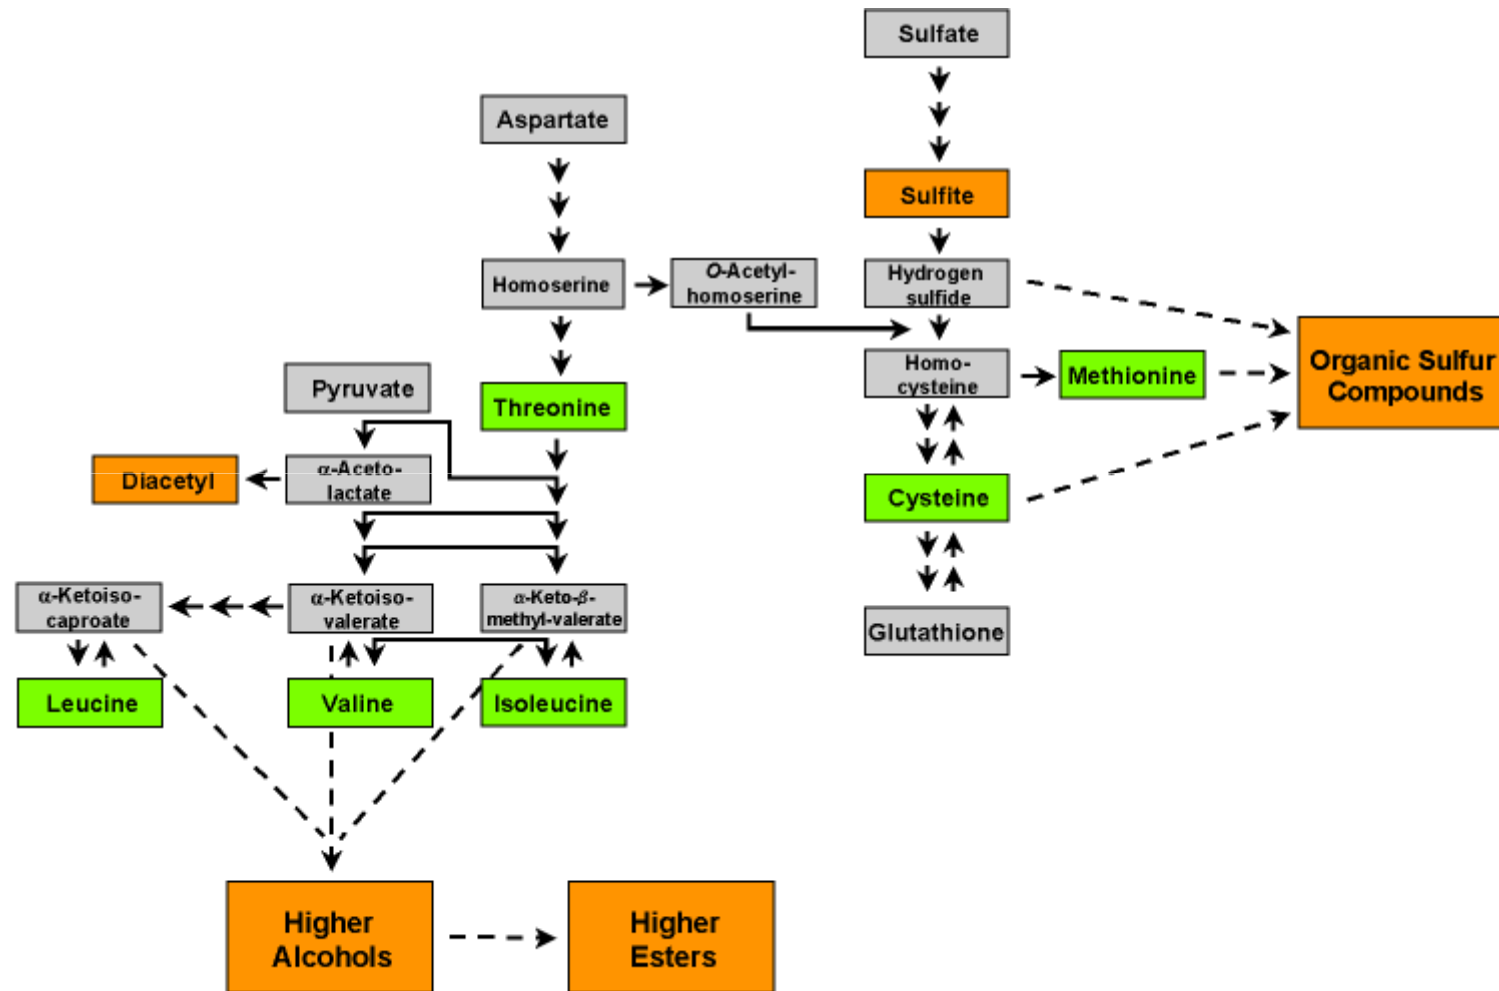 Sulfate
Aspartate
Sulfite
Homoserine
O-Acetyl-
homoserine
Hydrogen
sulfide
Pyruvate
Threonine
Homo-
cysteine
Methionine
Organic Sulfur
Compounds
Diacetyl
α-Aceto-
lactate
Cysteine
α-Ketoiso-
caproate
α-Ketoiso-
valerate
α-Keto-β-
methyl-valerate
Glutathione
Leucine
Valine
Isoleucine
Higher
Alcohols
Higher
Esters